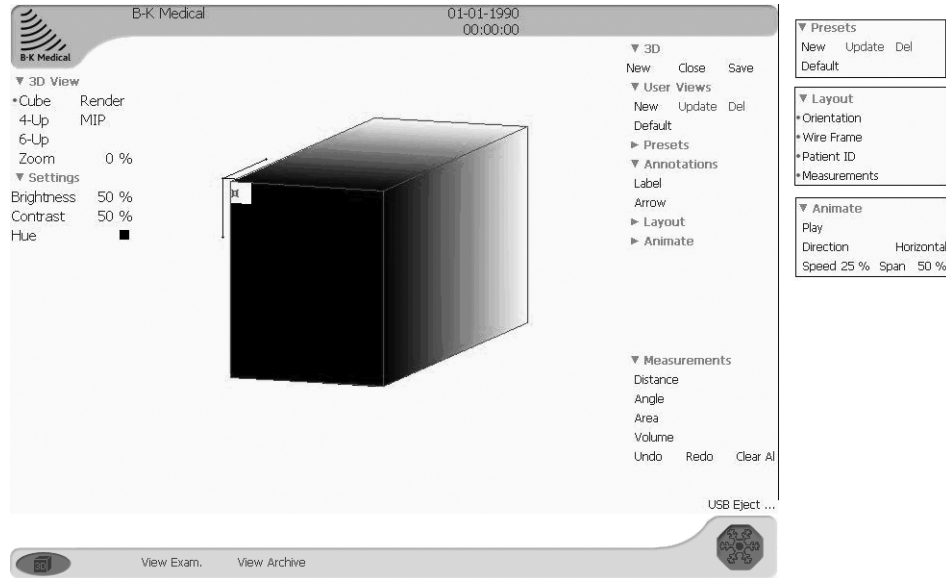 B-K Medical
01-01-1990
00:00:00
B-K Medical
▼ 3D View
•Cube Render
4-Up MIP
6-Up
Zoom 0 %
▼ Settings
Brightness 50 %
Contrast 50 %
Hue
▼ 3D
New Close Save
▼ User Views
New Update Del
Default
► Presets
▼ Annotations
Label
Arrow
► Layout
► Animate
▼ Measurements
Distance
Angle
Area
Volume
Undo Redo Clear Al
USB Eject ...
3D View Exam. View Archive
▼ Presets
New Update Del
Default
▼ Layout
•Orientation
•Wire Frame
•Patient ID
•Measurements
▼ Animate
Play
Direction Horizontal
Speed 25 % Span 50 %